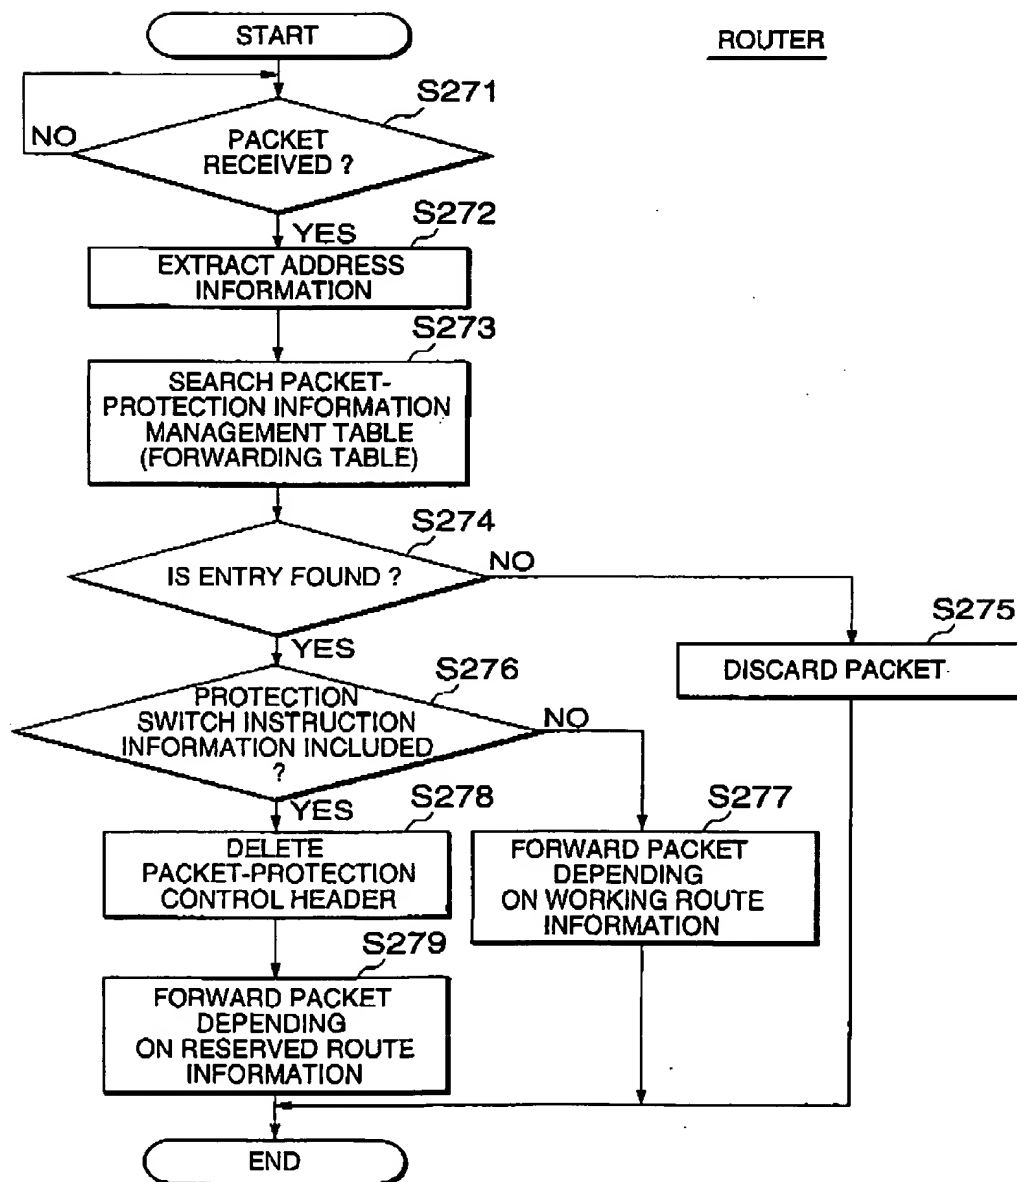 START
ROUTER
S271
NO
PACKET
RECEIVED ?
YES
S272
EXTRACT ADDRESS
INFORMATION
S273
SEARCH PACKET-
PROTECTION INFORMATION
MANAGEMENT TABLE
(FORWARDING TABLE)
S274
IS ENTRY FOUND ?
NO
S275
DISCARD PACKET
YES
S276
PROTECTION
SWITCH INSTRUCTION
INFORMATION INCLUDED
?
NO
YES
S278
DELETE
PACKET-PROTECTION
CONTROL HEADER
S277
FORWARD PACKET
DEPENDING
ON WORKING ROUTE
INFORMATION
S279
FORWARD PACKET
DEPENDING
ON RESERVED ROUTE
INFORMATION
END